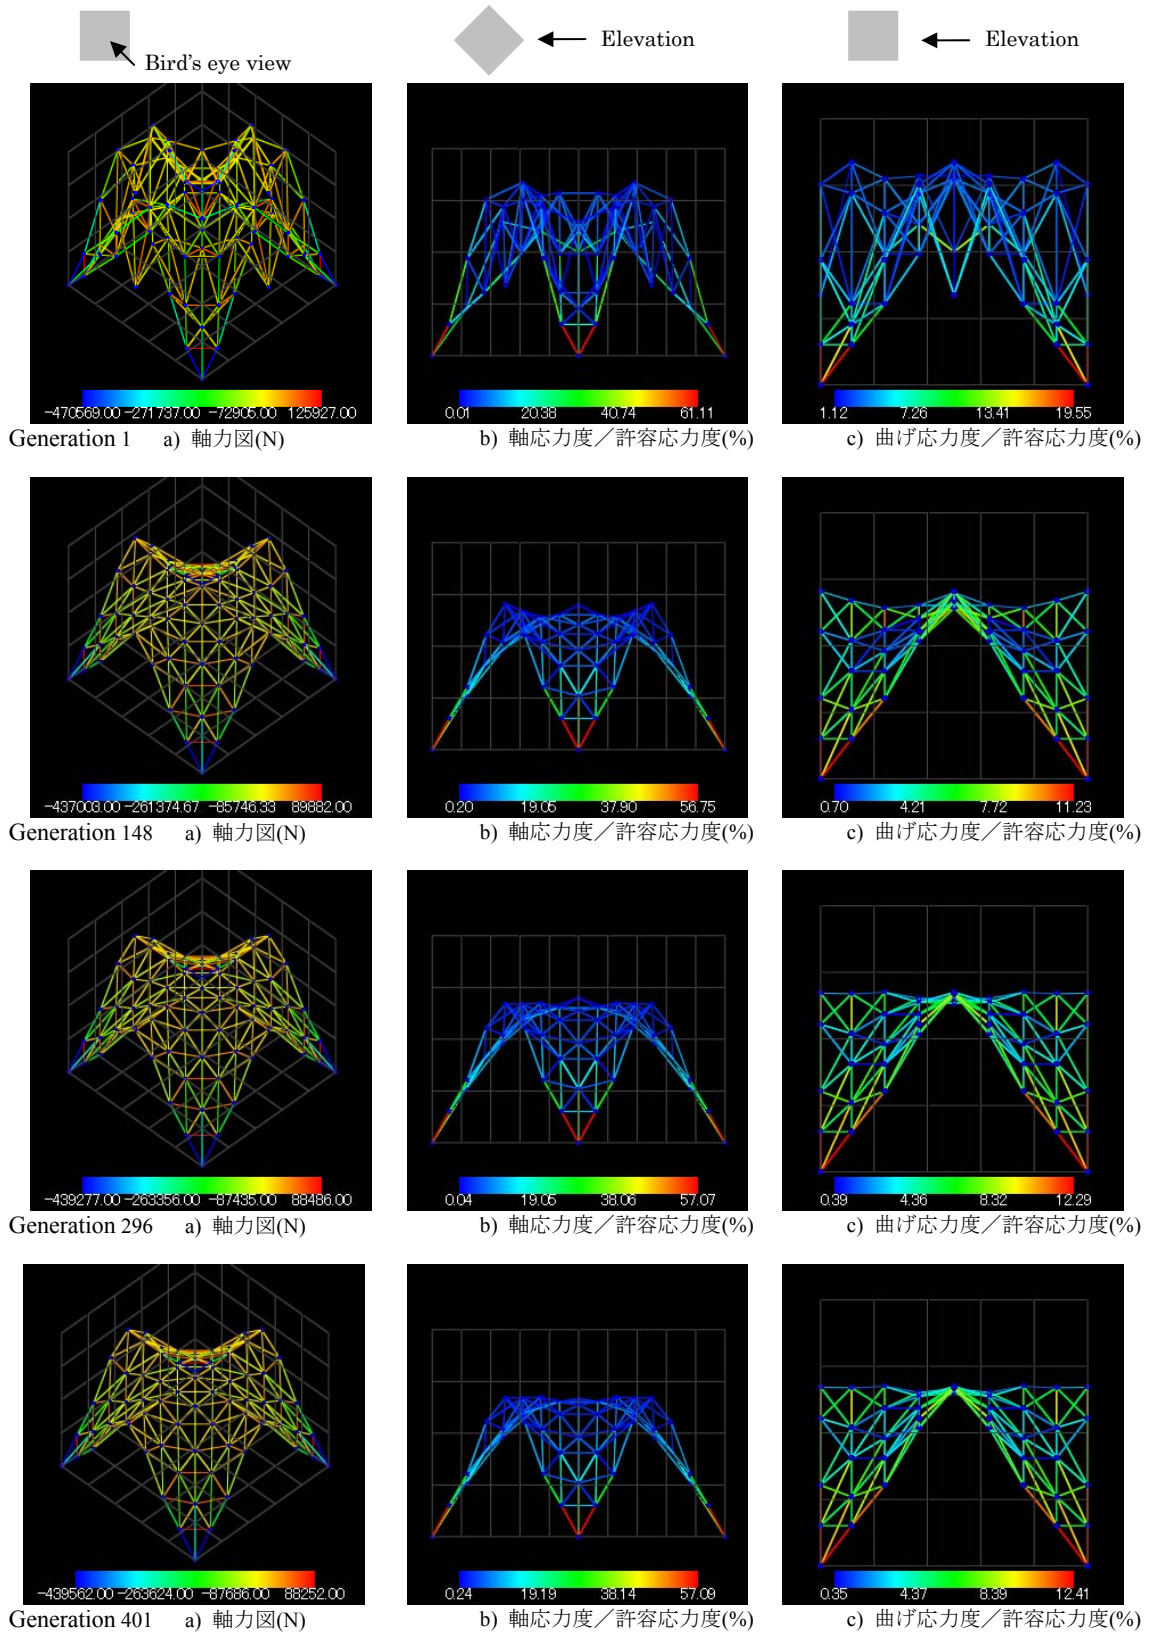 Bird's eye view
Elevation
Elevation
-470569.00 -271737.00 -72905.00 125927.00
0.01 20.38 40.74 61.11
1.12 7.26 13.41 19.55
Generation 1 a) 軸力図(N) b) 軸応力度／許容応力度(%) c) 曲げ応力度／許容応力度(%)
-437003.00 -261374.67 -85746.33 89882.00
0.20 19.05 37.90 56.75
0.70 4.21 7.72 11.23
Generation 148 a) 軸力図(N) b) 軸応力度／許容応力度(%) c) 曲げ応力度／許容応力度(%)
-439277.00 -263356.00 -87435.00 88486.00
0.04 19.05 38.06 57.07
0.39 4.36 8.32 12.29
Generation 296 a) 軸力図(N) b) 軸応力度／許容応力度(%) c) 曲げ応力度／許容応力度(%)
-439562.00 -263624.00 -87686.00 88252.00
0.24 19.19 38.14 57.09
0.35 4.37 8.39 12.41
Generation 401 a) 軸力図(N) b) 軸応力度／許容応力度(%) c) 曲げ応力度／許容応力度(%)